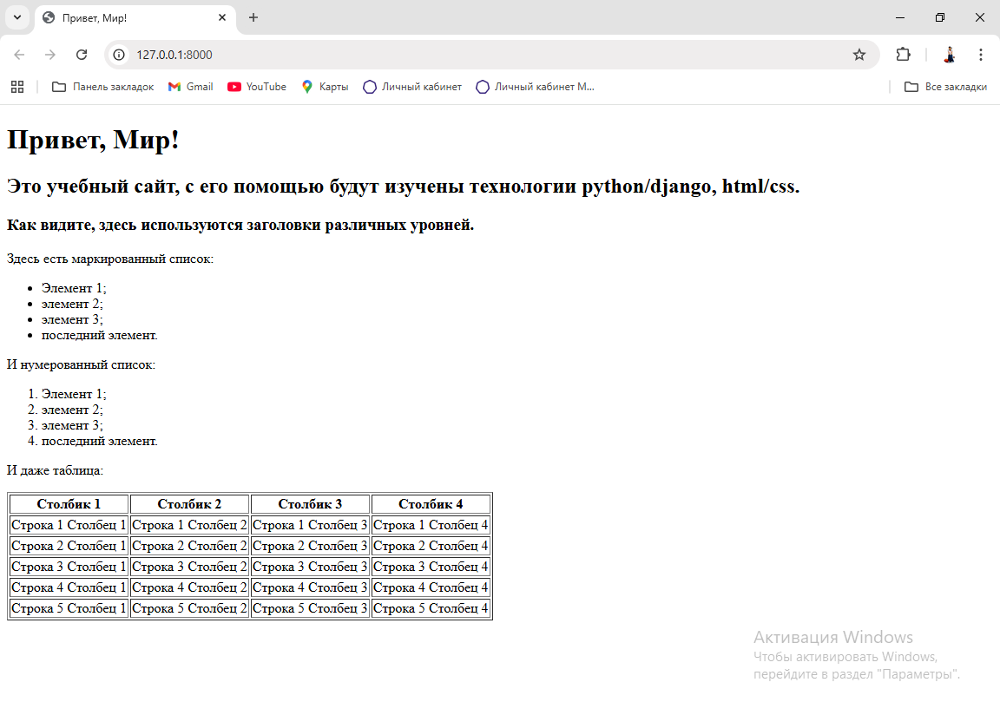 Привет, Мир!
127.0.0.1:8000
Панель закладок Gmail YouTube Карты Личный кабинет Личный кабинет М... Все закладки
Привет, Мир!
Это учебный сайт, с его помощью будут изучены технологии python/django, html/css.
Как видите, здесь используются заголовки различных уровней.
Здесь есть маркированный список:
• Элемент 1;
• элемент 2;
• элемент 3;
• последний элемент.
И нумерованный список:
1. Элемент 1;
2. элемент 2;
3. элемент 3;
4. последний элемент.
И даже таблица:
Столбик 1 Столбик 2 Столбик 3 Столбик 4
Строка 1 Столбец 1 Строка 1 Столбец 2 Строка 1 Столбец 3 Строка 1 Столбец 4
Строка 2 Столбец 1 Строка 2 Столбец 2 Строка 2 Столбец 3 Строка 2 Столбец 4
Строка 3 Столбец 1 Строка 3 Столбец 2 Строка 3 Столбец 3 Строка 3 Столбец 4
Строка 4 Столбец 1 Строка 4 Столбец 2 Строка 4 Столбец 3 Строка 4 Столбец 4
Строка 5 Столбец 1 Строка 5 Столбец 2 Строка 5 Столбец 3 Строка 5 Столбец 4
Активация Windows
Чтобы активировать Windows,
перейдите в раздел "Параметры".